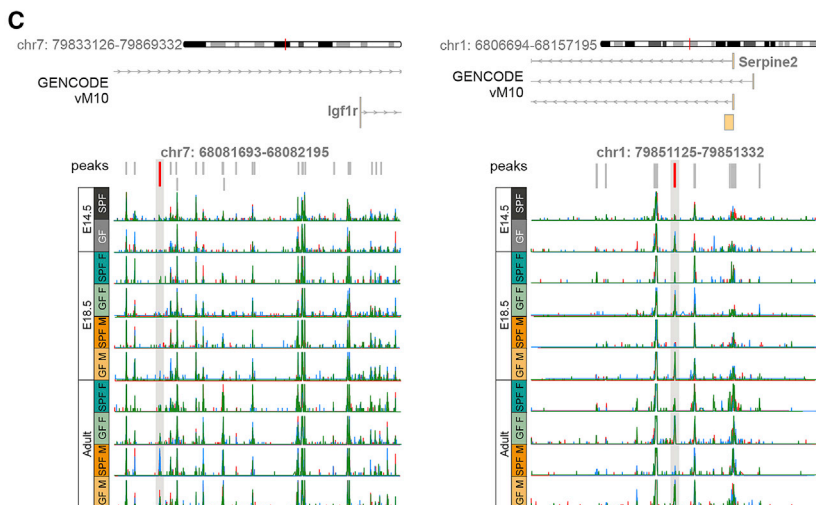 C
chr7: 79833126-79869332
GENCODE
vM10
Igf1r
chr7: 68081693-68082195
peaks
E14.5
SPF
GF
E18.5
SPF F
GF F
SPF M
GF M
Adult
SPF F
GF F
SPF M
GF M
chr1: 6806694-68157195
Serpine2
GENCODE
vM10
chr1: 79851125-79851332
peaks
E14.5
SPF
GF
E18.5
SPF F
GF F
SPF M
GF M
Adult
SPF F
GF F
SPF M
GF M